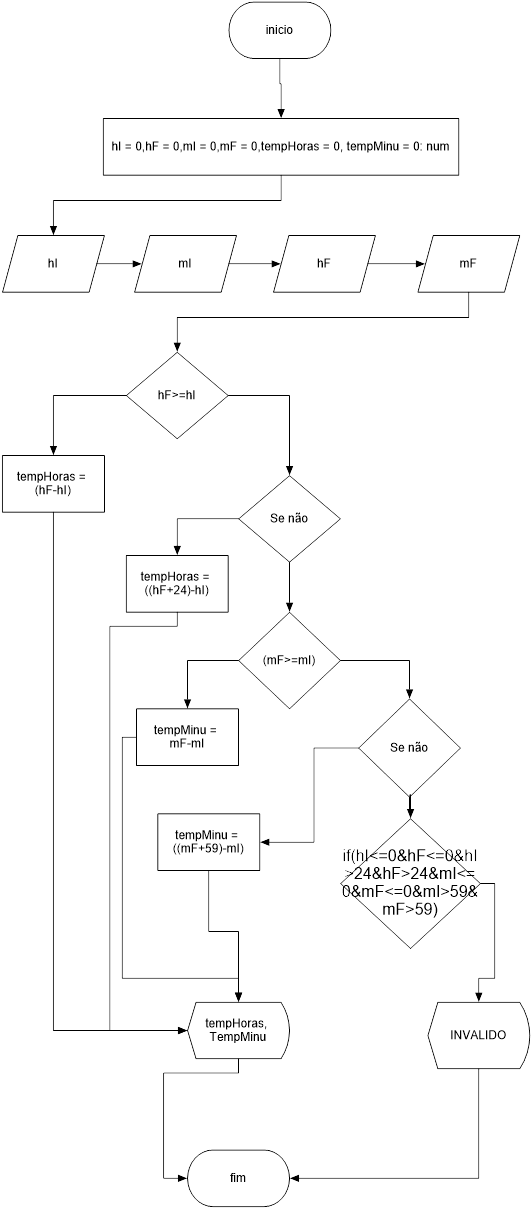 inicio
hI = 0,hF = 0,mI = 0,mF = 0,tempHoras = 0, tempMinu = 0: num
hI
mI
hF
mF
hF>=hI
tempHoras =
(hF-hI)
Se não
tempHoras =
((hF+24)-hI)
(mF>=mI)
tempMinu =
mF-mI
Se não
tempMinu =
((mF+59)-mI)
if(hI<=0&hF<=0&hI
>24&hF>24&mI<=
0&mF<=0&mI>59&
mF>59)
tempHoras,
TempMinu
INVALIDO
fim